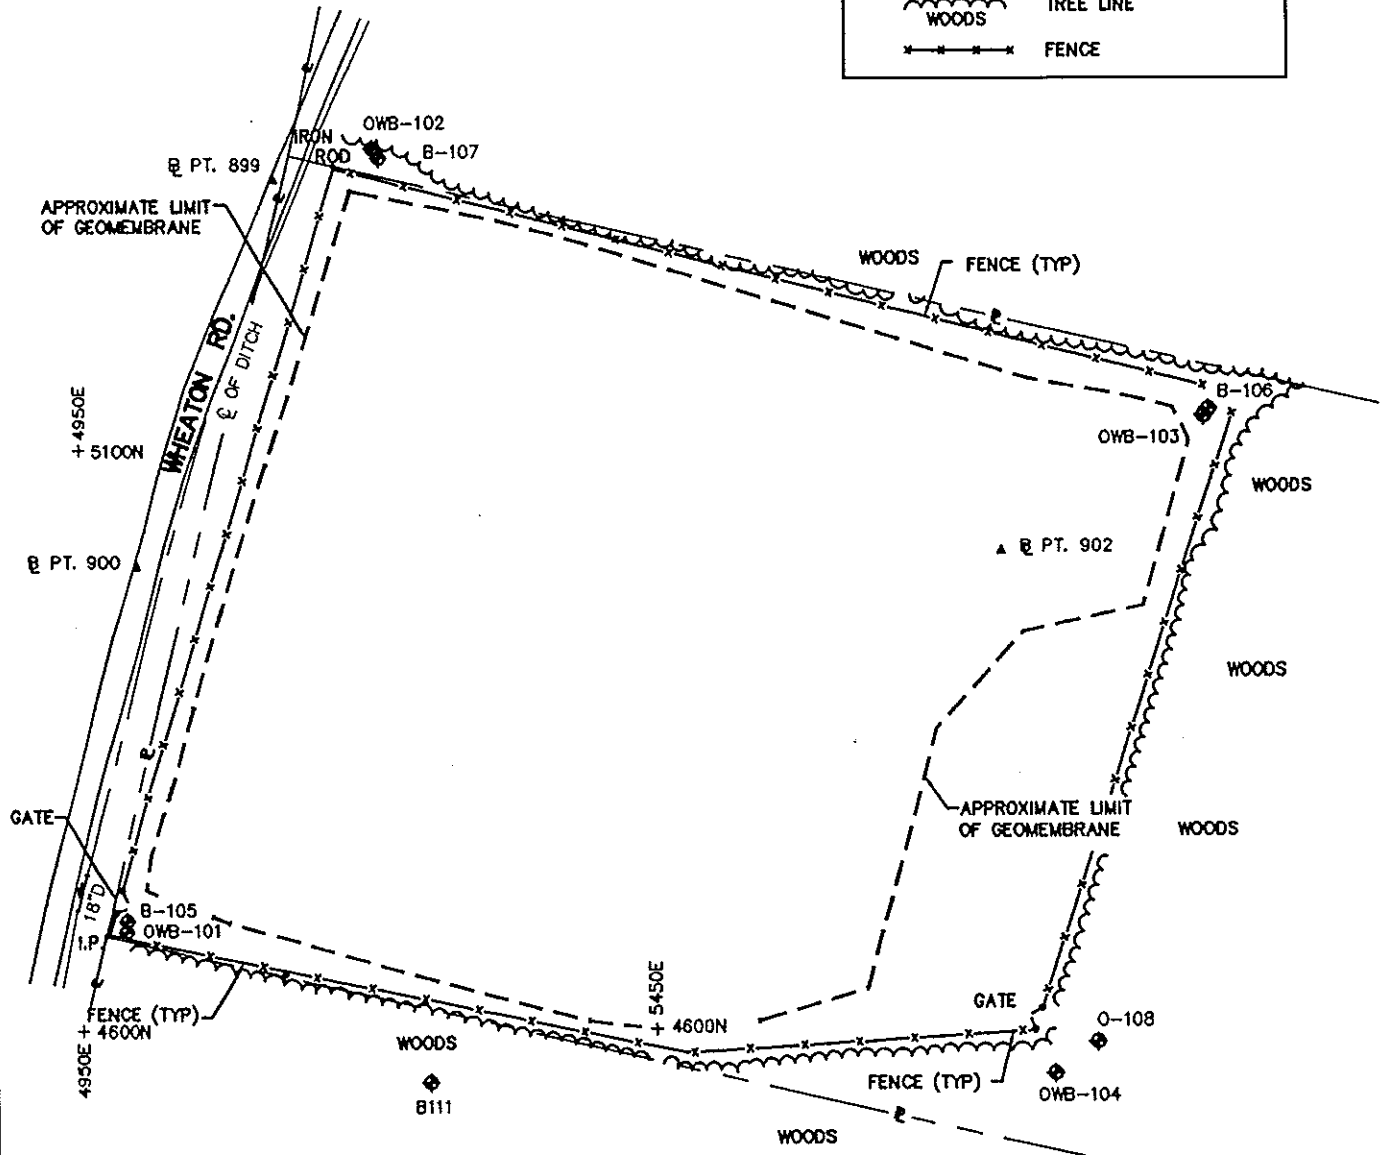 TREE LINE
WOODS
FENCE
OWB-102
IRON
ROD
B-107
PT. 899
APPROXIMATE LIMIT
OF GEOMEMBRANE
WOODS
FENCE (TYP)
WHEATON RD.
℄ OF DITCH
B-106
OWB-103
4950E
5100N
WOODS
PT. 900
PT. 902
WOODS
GATE
APPROXIMATE LIMIT
OF GEOMEMBRANE
WOODS
18"D
B-105
OWB-101
I.P.
5450E
4600N
GATE
FENCE (TYP)
4950E
4600N
WOODS
O-108
B111
FENCE (TYP)
OWB-104
WOODS